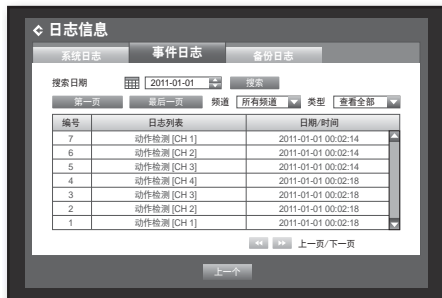 日志信息
系统日志 事件日志 备份日志
搜索日期 2011-01-01 搜索
第一页 最后一页 频道 所有频道 类型 查看全部
编号 日志列表 日期/时间
7 动作检测 [CH 1] 2011-01-01 00:02:14
6 动作检测 [CH 2] 2011-01-01 00:02:14
5 动作检测 [CH 3] 2011-01-01 00:02:14
4 动作检测 [CH 4] 2011-01-01 00:02:18
3 动作检测 [CH 3] 2011-01-01 00:02:18
2 动作检测 [CH 2] 2011-01-01 00:02:18
1 动作检测 [CH 1] 2011-01-01 00:02:18
上一页/下一页
上一个